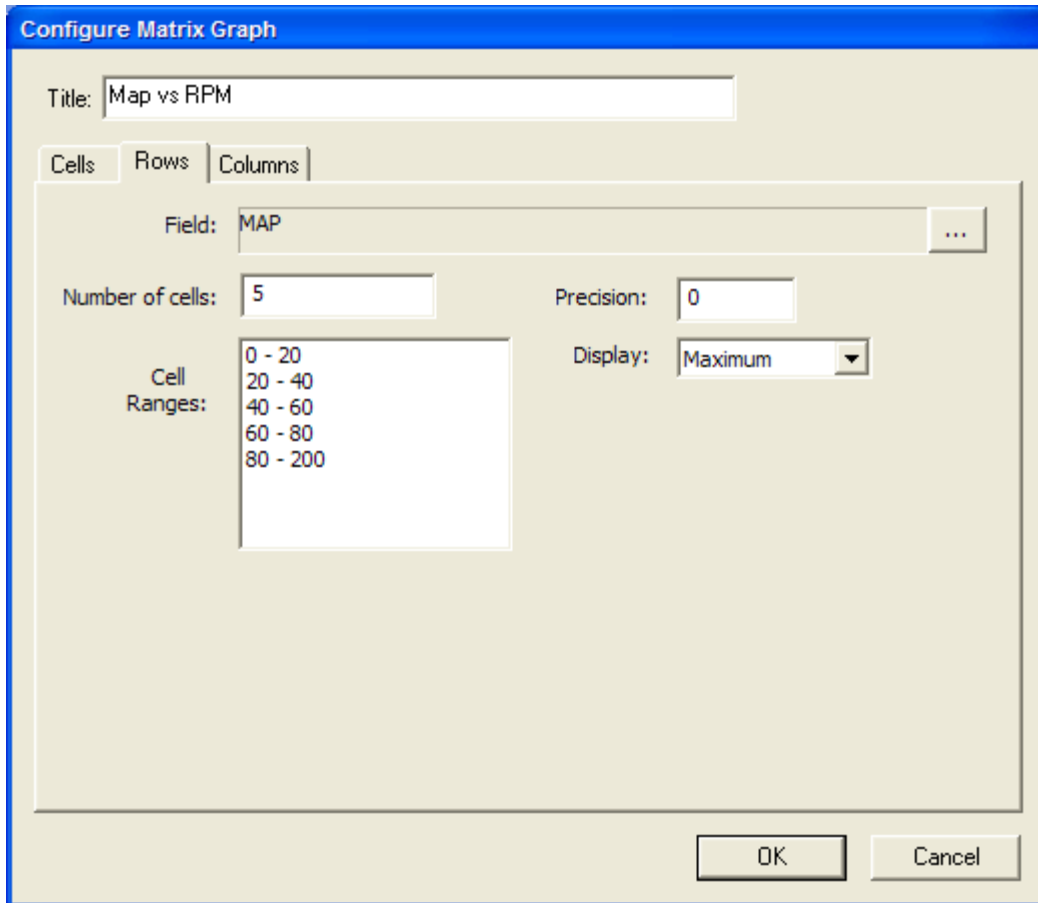 Configure Matrix Graph
Title: Map vs RPM
Cells Rows Columns
Field: MAP ...
Number of cells: 5 Precision: 0
Cell Ranges: Display: Maximum
0 - 20
20 - 40
40 - 60
60 - 80
80 - 200
OK Cancel